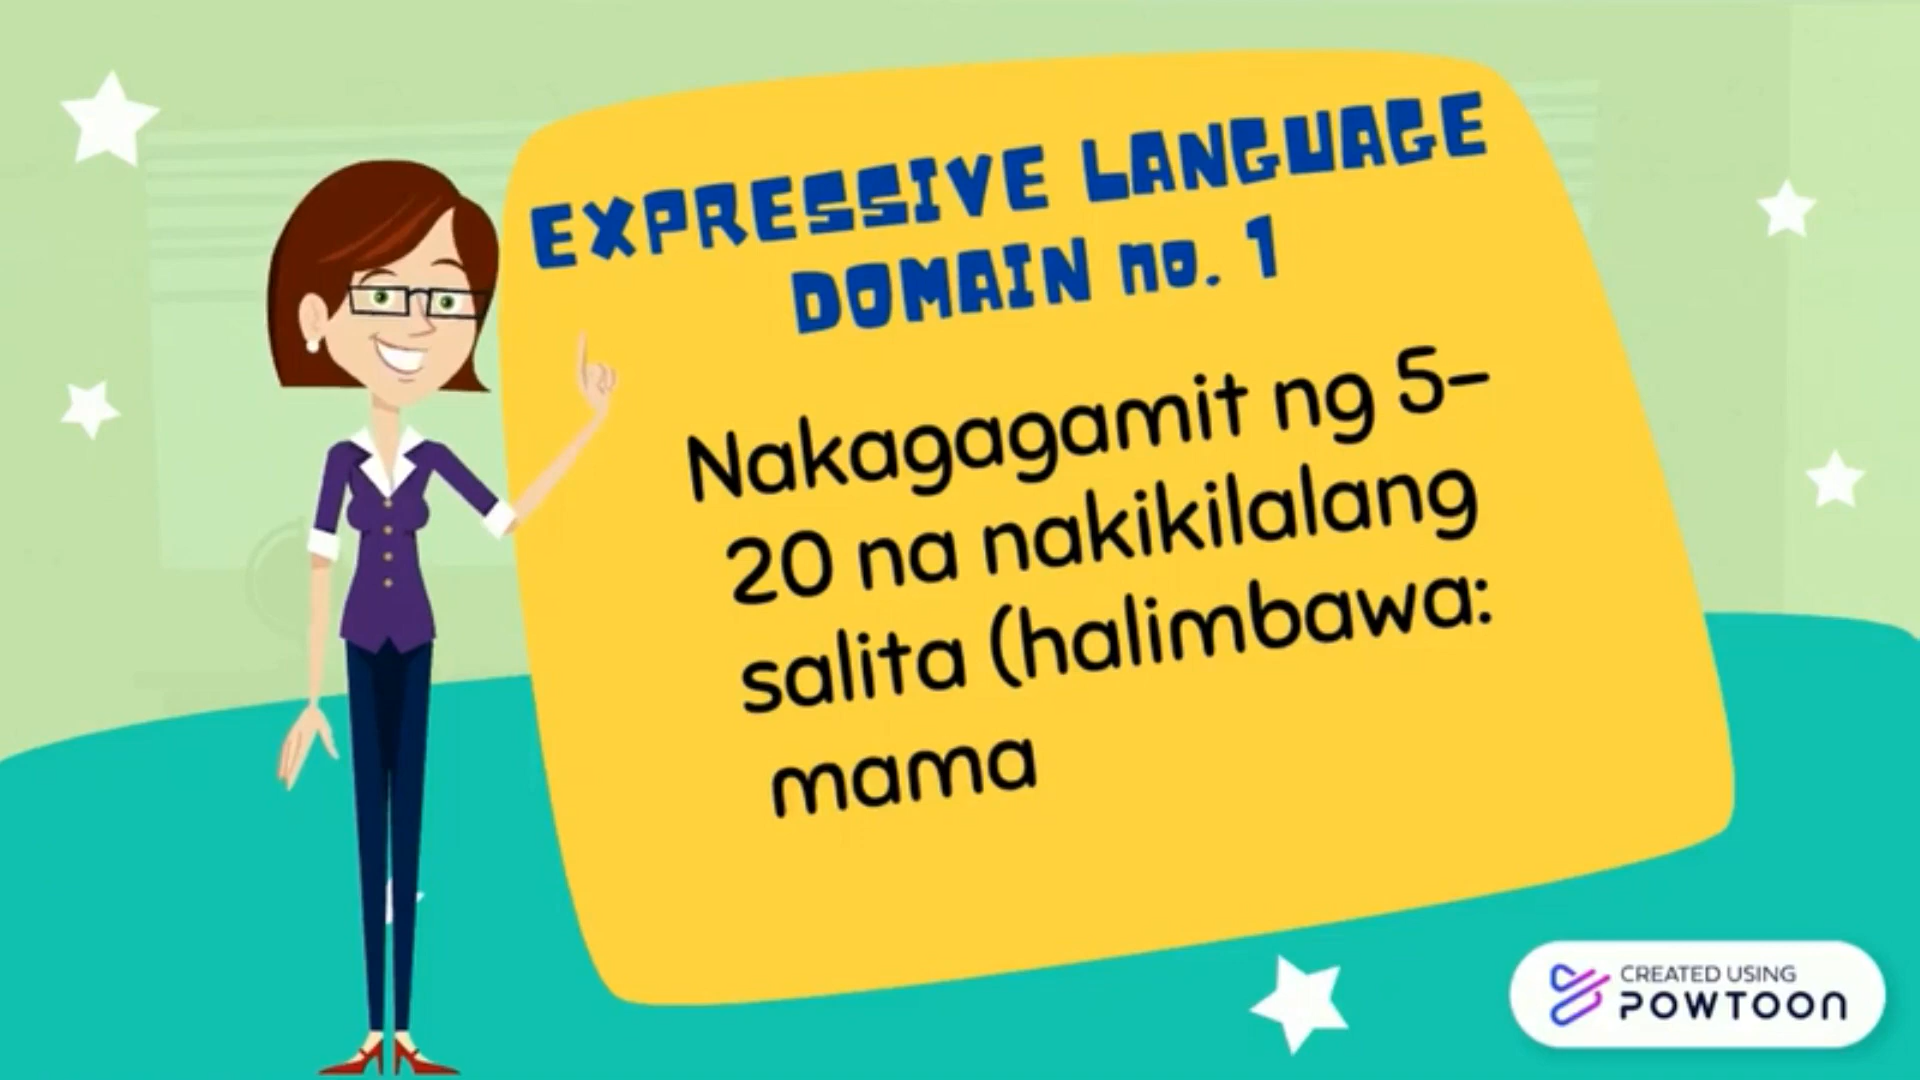 EXPRESSIVE LANGUAGE
DOMAIN no. 1
Nakagagamit ng 5-
20 na nakikilalang
salita (halimbawa:
mama
CREATED USING
POWTOON